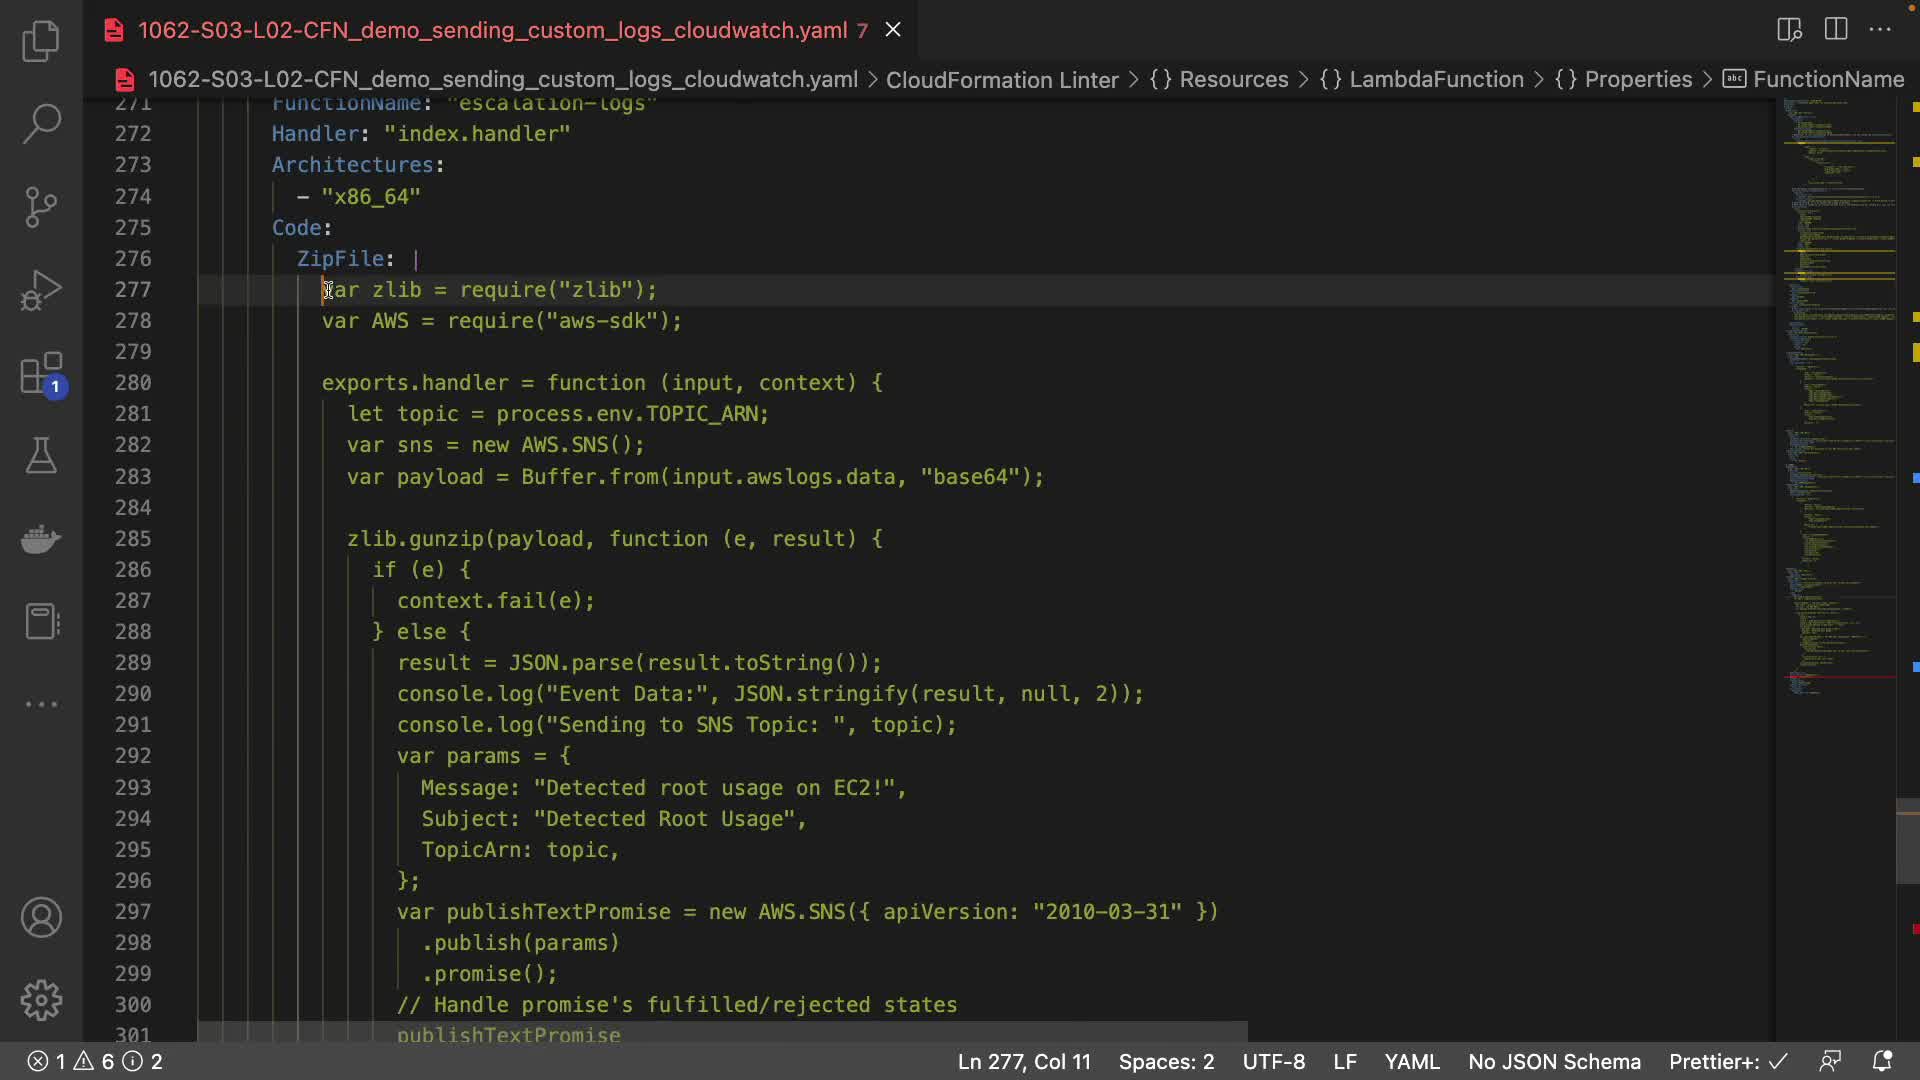 1062-S03-L02-CFN_demo_sending_custom_logs_cloudwatch.yaml 7
1062-S03-L02-CFN_demo_sending_custom_logs_cloudwatch.yaml > CloudFormation Linter > {} Resources > {} LambdaFunction > {} Properties > abc FunctionName
271 FunctionName: "escalation-logs"
272 Handler: "index.handler"
273 Architectures:
274 - "x86_64"
275 Code:
276 ZipFile: |
277 var zlib = require("zlib");
278 var AWS = require("aws-sdk");
279
280 exports.handler = function (input, context) {
281 let topic = process.env.TOPIC_ARN;
282 var sns = new AWS.SNS();
283 var payload = Buffer.from(input.awslogs.data, "base64");
284
285 zlib.gunzip(payload, function (e, result) {
286 if (e) {
287 context.fail(e);
288 } else {
289 result = JSON.parse(result.toString());
290 console.log("Event Data:", JSON.stringify(result, null, 2));
291 console.log("Sending to SNS Topic: ", topic);
292 var params = {
293 Message: "Detected root usage on EC2!",
294 Subject: "Detected Root Usage",
295 TopicArn: topic,
296 };
297 var publishTextPromise = new AWS.SNS({ apiVersion: "2010-03-31" })
298 .publish(params)
299 .promise();
300 // Handle promise's fulfilled/rejected states
301 publishTextPromise
1
1 6 2 Ln 277, Col 11 Spaces: 2 UTF-8 LF YAML No JSON Schema Prettier+: ✓